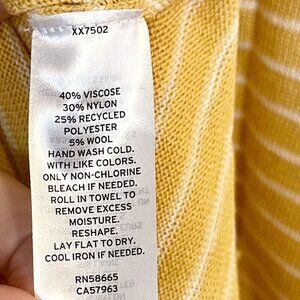 XX7502
40% VISCOSE
30% NYLON
25% RECYCLED
POLYESTER
5% WOOL
HAND WASH COLD.
WITH LIKE COLORS.
ONLY NON-CHLORINE
BLEACH IF NEEDED.
ROLL IN TOWEL TO
REMOVE EXCESS
MOISTURE.
RESHAPE.
LAY FLAT TO DRY.
COOL IRON IF NEEDED.
RN58665
CA57963